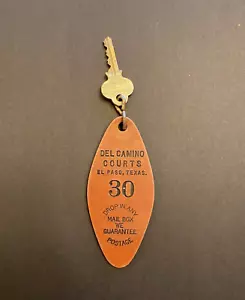 DEL CAMINO
COURTS
EL PASO, TEXAS.
30
DROP IN ANY
MAIL BOX
WE
GUARANTEE
POSTAGE